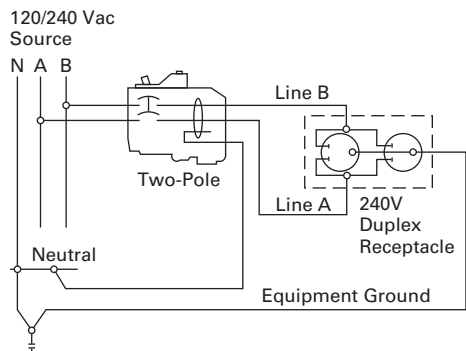 120/240 Vac
Source
N A B
Line B
Two-Pole
Line A
240V
Duplex
Receptacle
Neutral
Equipment Ground